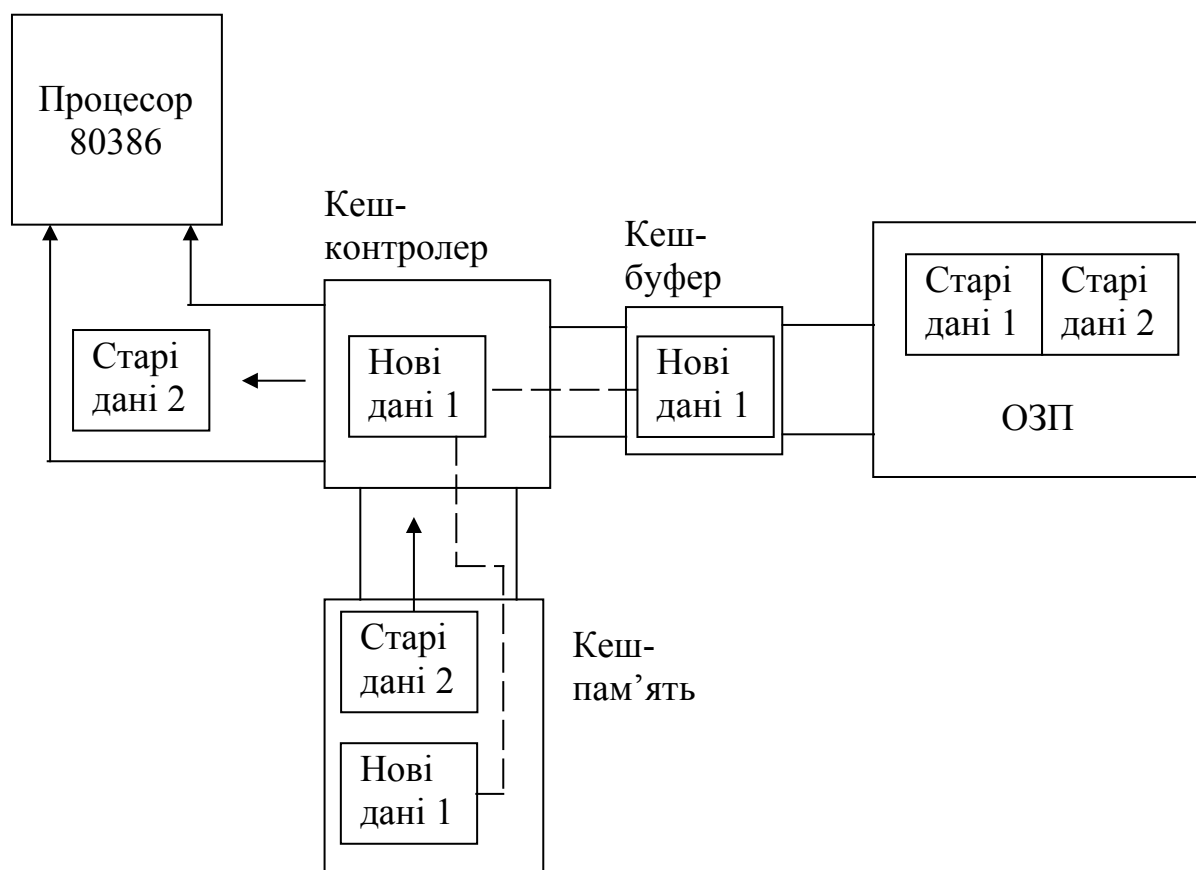 Процесор
80386
Кеш-
контролер
Кеш-
буфер
Старі
дані 1
Старі
дані 2
ОЗП
Старі
дані 2
Нові
дані 1
Нові
дані 1
Старі
дані 2
Кеш-
пам’ять
Нові
дані 1